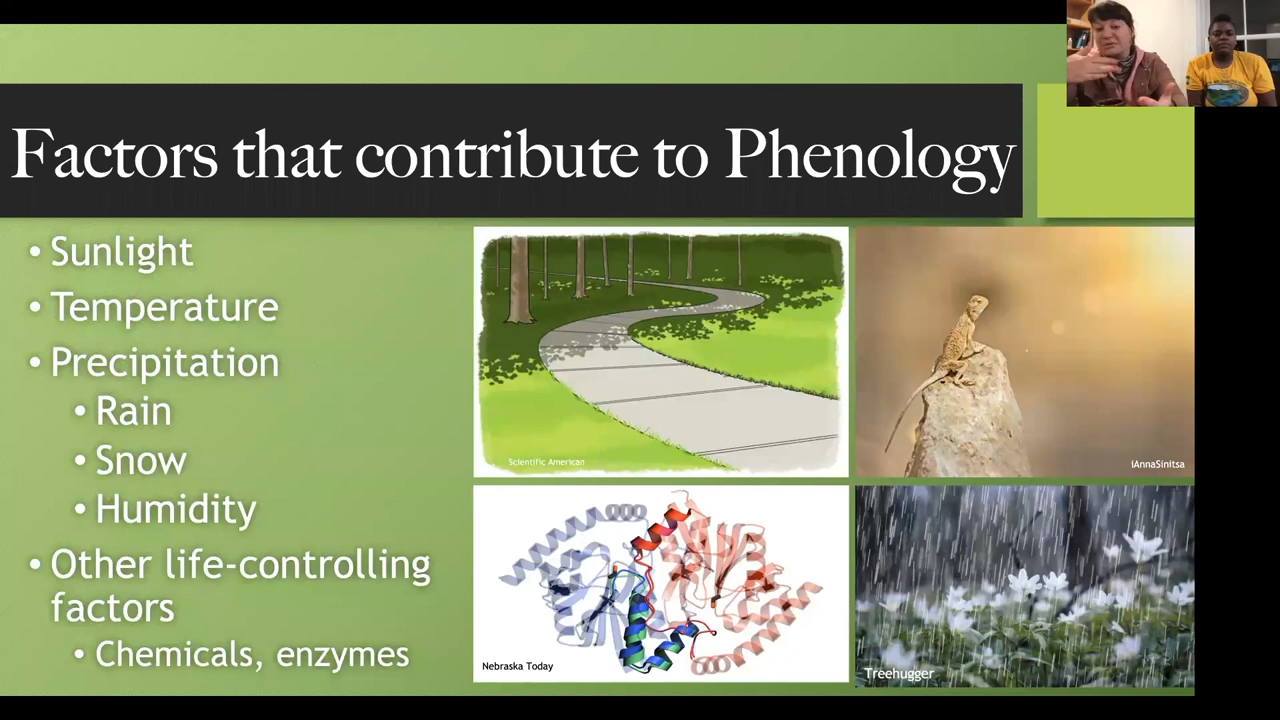 Factors that contribute to Phenology
• Sunlight
• Temperature
• Precipitation
• Rain
• Snow
• Humidity
• Other life-controlling
factors
• Chemicals, enzymes
Scientific American
iAnnaSinitsa
Nebraska Today
Treehugger